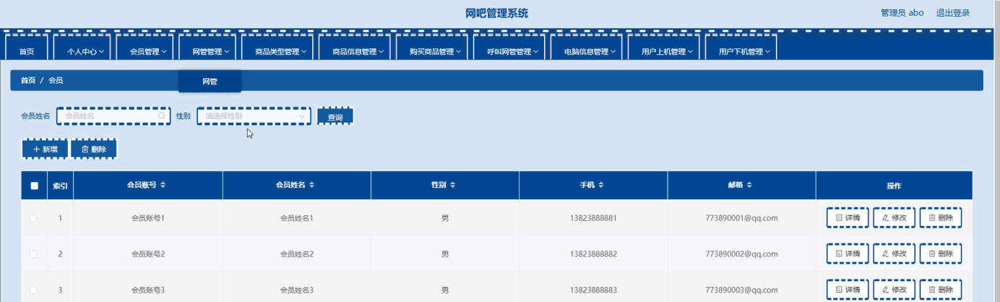 网吧管理系统
管理员 abo 退出登录
首页 个人中心 会员管理 网管管理 商品类型管理 商品信息管理 购买商品管理 呼叫网管管理 电脑信息管理 用户上机管理 用户下机管理
首页 / 会员 网管
会员姓名 会员姓名 性别 请选择性别 查询
新增 删除
索引 会员账号 会员姓名 性别 手机 邮箱 操作
1 会员账号1 会员姓名1 男 13823888881 773890001@qq.com 详情 修改 删除
2 会员账号2 会员姓名2 男 13823888882 773890002@qq.com 详情 修改 删除
3 会员账号3 会员姓名3 男 13823888883 773890003@qq.com 详情 修改 删除